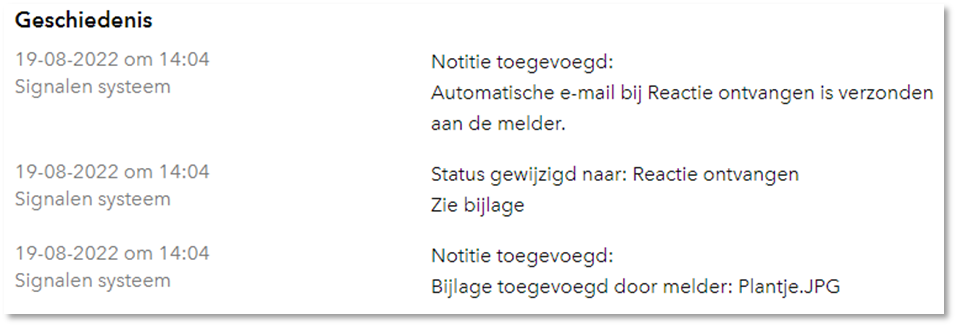 Geschiedenis
19-08-2022 om 14:04
Signalen systeem
Notitie toegevoegd:
Automatische e-mail bij Reactie ontvangen is verzonden
aan de melder.
19-08-2022 om 14:04
Signalen systeem
Status gewijzigd naar: Reactie ontvangen
Zie bijlage
19-08-2022 om 14:04
Signalen systeem
Notitie toegevoegd:
Bijlage toegevoegd door melder: Plantje.JPG